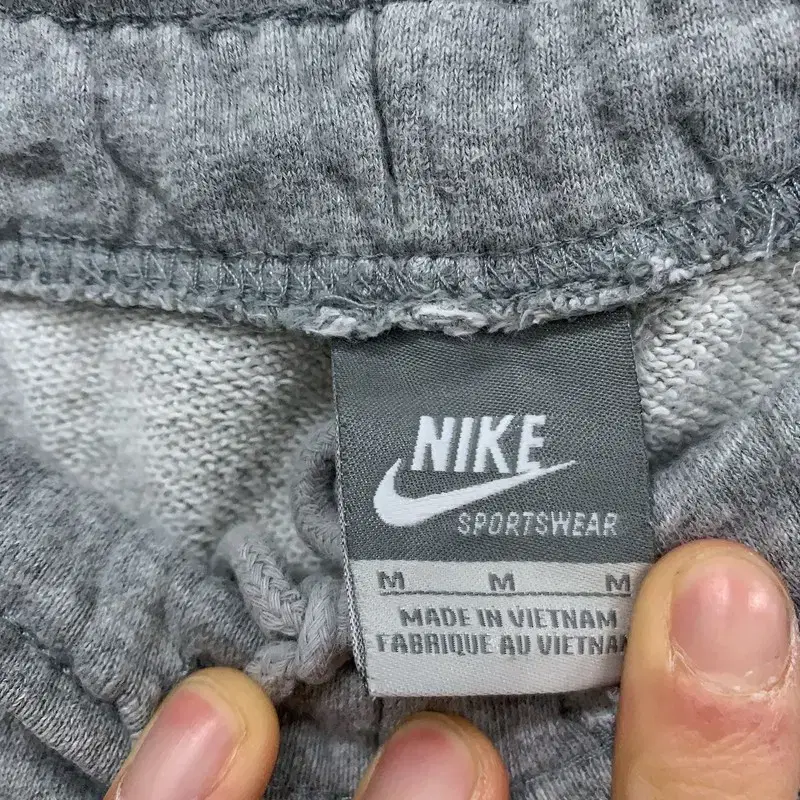 NIKE
SPORTSWEAR
M M M
MADE IN VIETNAM
FABRIQUE AU VIETNAM